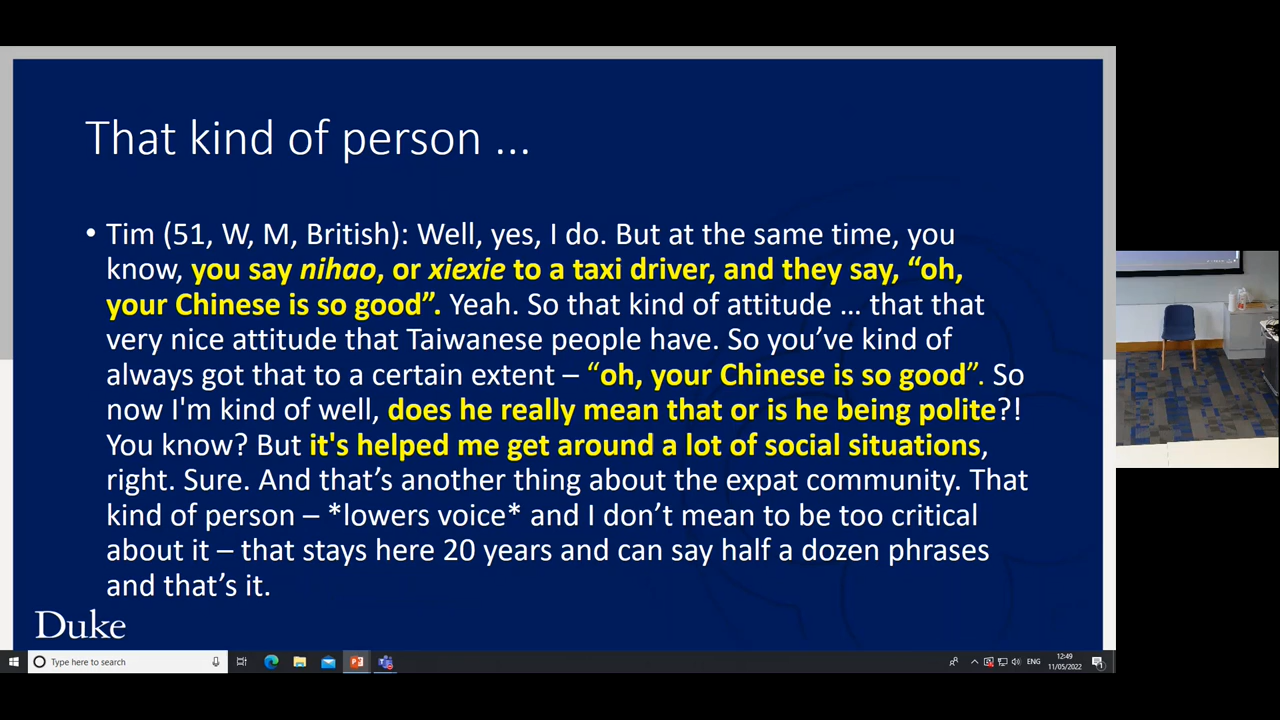 That kind of person ...
• Tim (51, W, M, British): Well, yes, I do. But at the same time, you
know, you say nihao, or xiexie to a taxi driver, and they say, “oh,
your Chinese is so good”. Yeah. So that kind of attitude … that that
very nice attitude that Taiwanese people have. So you’ve kind of
always got that to a certain extent – “oh, your Chinese is so good”. So
now I'm kind of well, does he really mean that or is he being polite?!
You know? But it's helped me get around a lot of social situations,
right. Sure. And that’s another thing about the expat community. That
kind of person – *lowers voice* and I don’t mean to be too critical
about it – that stays here 20 years and can say half a dozen phrases
and that’s it.
Duke
Type here to search
ENG
12:49
11/05/2022